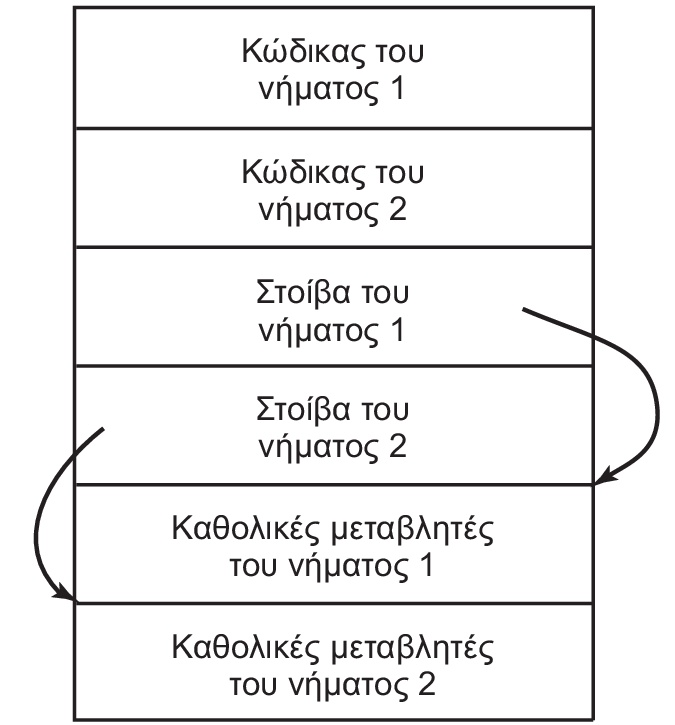 Κώδικας του
νήματος 1
Κώδικας του
νήματος 2
Στοίβα του
νήματος 1
Στοίβα του
νήματος 2
Καθολικές μεταβλητές
του νήματος 1
Καθολικές μεταβλητές
του νήματος 2